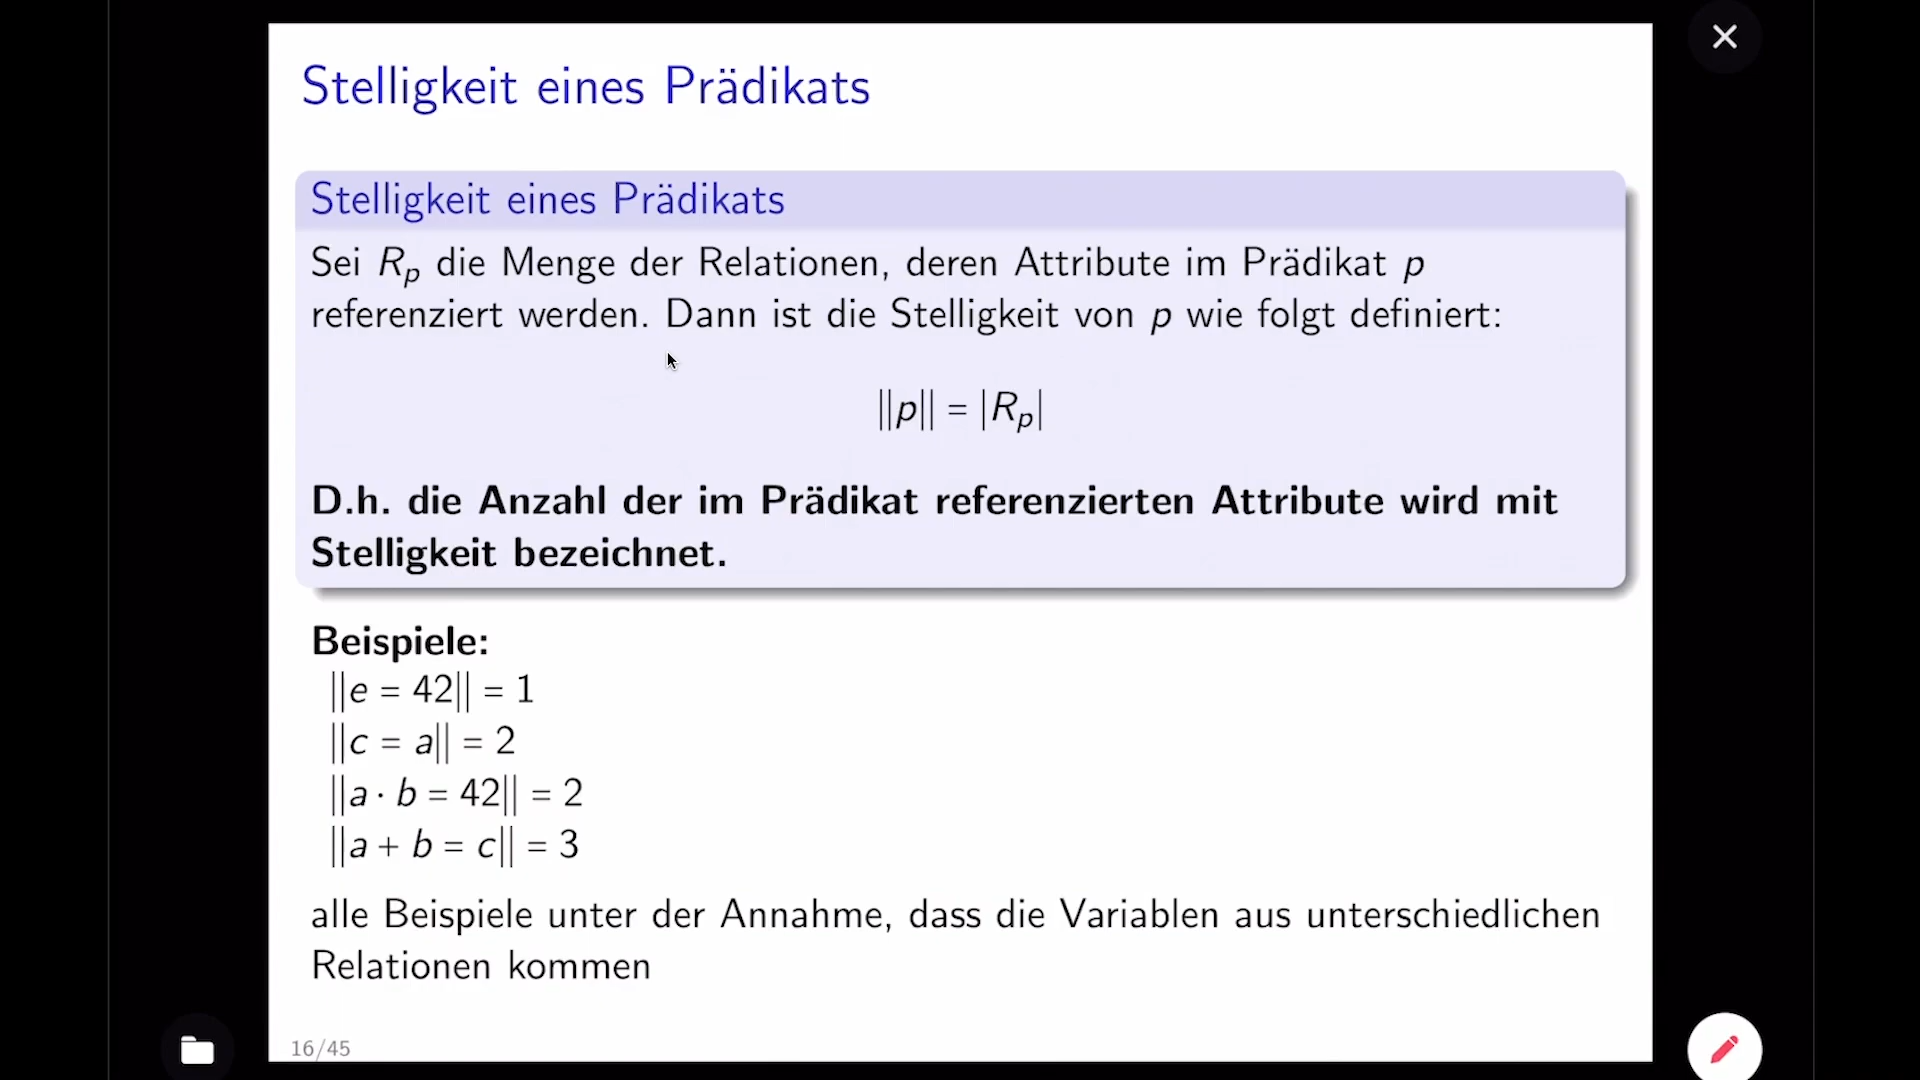 Stelligkeit eines Prädikats
Stelligkeit eines Prädikats
Sei Rₚ die Menge der Relationen, deren Attribute im Prädikat p
referenziert werden. Dann ist die Stelligkeit von p wie folgt definiert:
||p|| = |Rₚ|
D.h. die Anzahl der im Prädikat referenzierten Attribute wird mit
Stelligkeit bezeichnet.
Beispiele:
||e = 42|| = 1
||c = a|| = 2
||a · b = 42|| = 2
||a + b = c|| = 3
alle Beispiele unter der Annahme, dass die Variablen aus unterschiedlichen
Relationen kommen
16/45